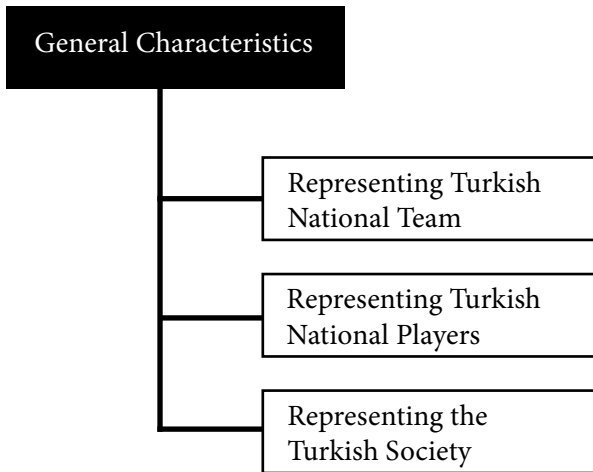 General Characteristics
Representing Turkish
National Team
Representing Turkish
National Players
Representing the
Turkish Society